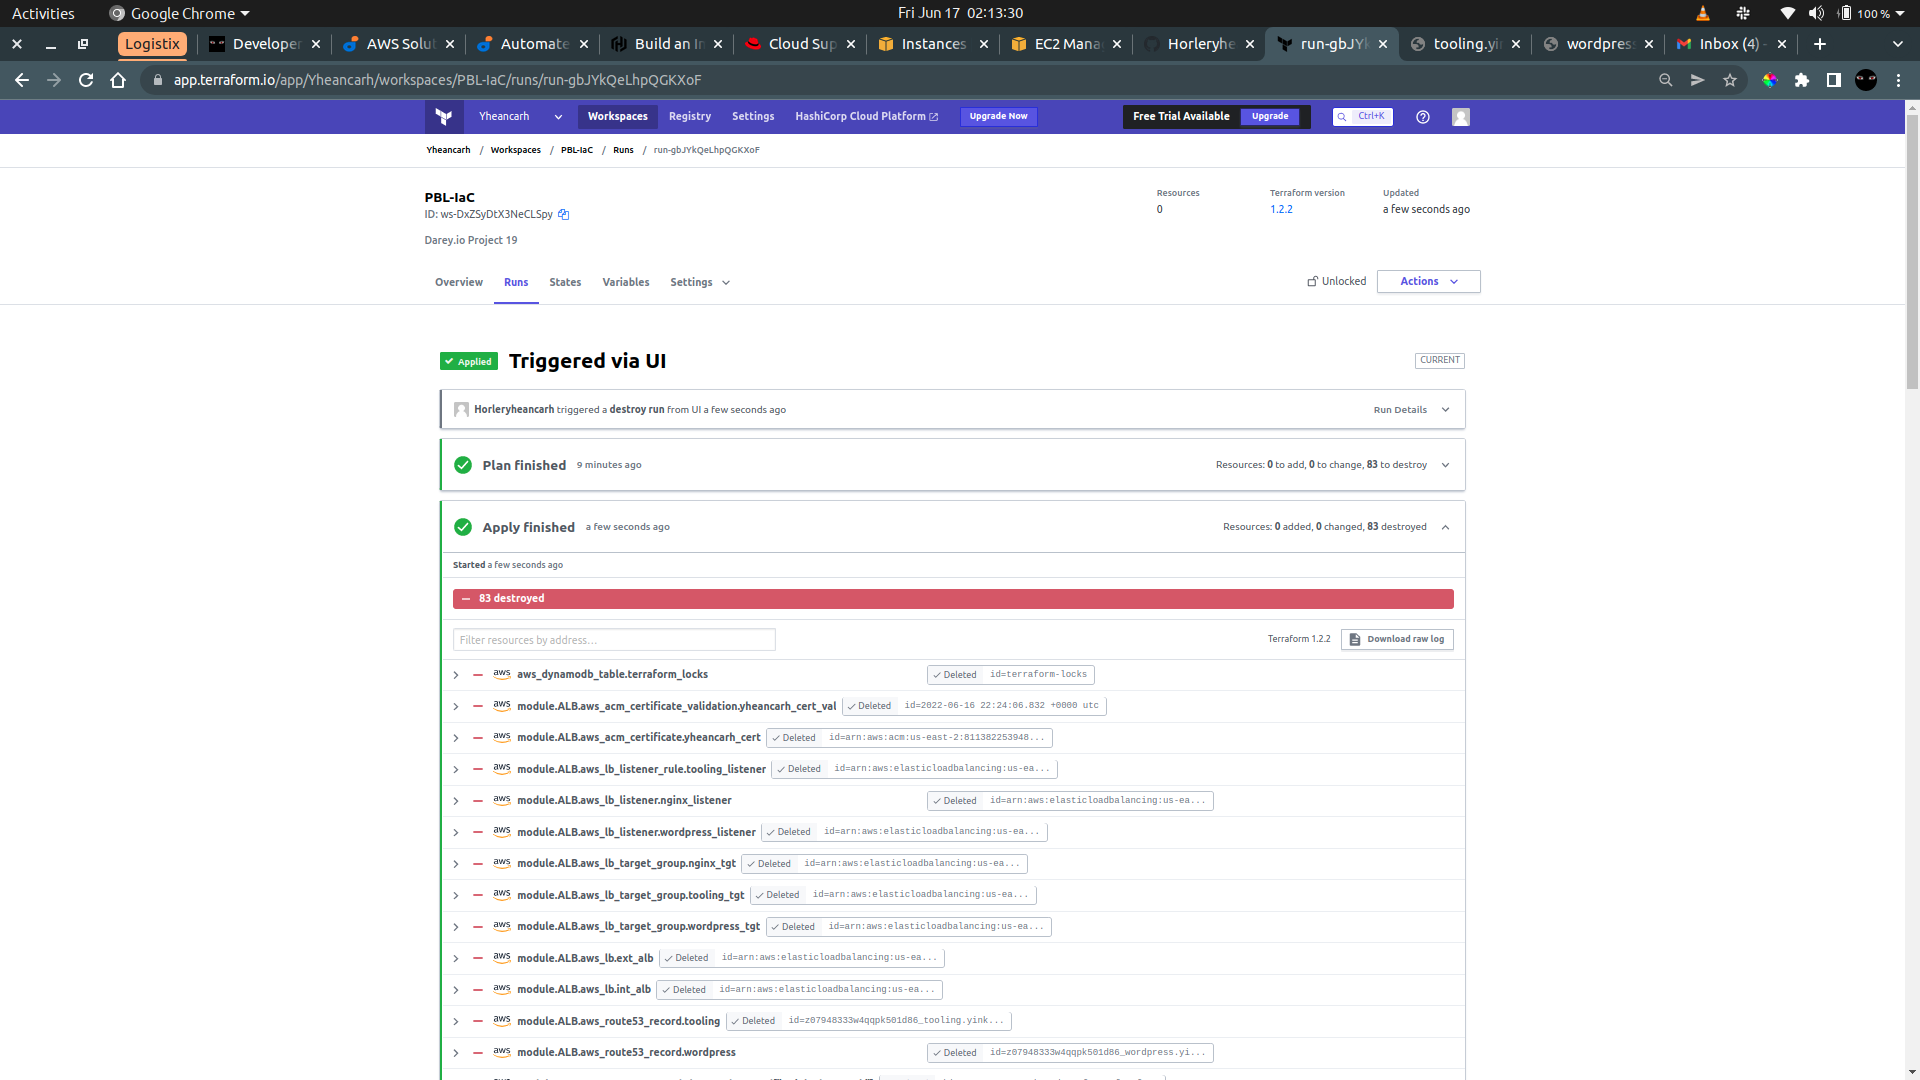 Activities Google Chrome Fri Jun 17 02:13:30 100 %
Logistix Developer AWS Solu Automate Build an In Cloud Sup Instances EC2 Mana Horleryhe run-gbJYk tooling.yi wordpress Inbox (4) -
app.terraform.io/app/Yheancarh/workspaces/PBL-IaC/runs/run-gbJYkQeLhpQGKXoF
Yheancarh Workspaces Registry Settings HashiCorp Cloud Platform Upgrade Now Free Trial Available Upgrade Ctrl+K
Yheancarh / Workspaces / PBL-IaC / Runs / run-gbJYkQeLhpQGKXoF
PBL-IaC
ID: ws-DxZSyDtX3NeCLSpy
Darey.io Project 19
Resources Terraform version Updated
0 1.2.2 a few seconds ago
Overview Runs States Variables Settings Unlocked Actions
Applied Triggered via UI CURRENT
Horleryheancarh triggered a destroy run from UI a few seconds ago Run Details
Plan finished 9 minutes ago Resources: 0 to add, 0 to change, 83 to destroy
Apply finished a few seconds ago Resources: 0 added, 0 changed, 83 destroyed
Started a few seconds ago
83 destroyed
Filter resources by address... Terraform 1.2.2 Download raw log
aws aws_dynamodb_table.terraform_locks Deleted id=terraform-locks
aws module.ALB.aws_acm_certificate_validation.yheancarh_cert_val Deleted id=2022-06-16 22:24:06.832 +0000 utc
aws module.ALB.aws_acm_certificate.yheancarh_cert Deleted id=arn:aws:acm:us-east-2:811382253948...
aws module.ALB.aws_lb_listener_rule.tooling_listener Deleted id=arn:aws:elasticloadbalancing:us-ea...
aws module.ALB.aws_lb_listener.nginx_listener Deleted id=arn:aws:elasticloadbalancing:us-ea...
aws module.ALB.aws_lb_listener.wordpress_listener Deleted id=arn:aws:elasticloadbalancing:us-ea...
aws module.ALB.aws_lb_target_group.nginx_tgt Deleted id=arn:aws:elasticloadbalancing:us-ea...
aws module.ALB.aws_lb_target_group.tooling_tgt Deleted id=arn:aws:elasticloadbalancing:us-ea...
aws module.ALB.aws_lb_target_group.wordpress_tgt Deleted id=arn:aws:elasticloadbalancing:us-ea...
aws module.ALB.aws_lb.ext_alb Deleted id=arn:aws:elasticloadbalancing:us-ea...
aws module.ALB.aws_lb.int_alb Deleted id=arn:aws:elasticloadbalancing:us-ea...
aws module.ALB.aws_route53_record.tooling Deleted id=z07948333w4qqpk501d86_tooling.yink...
aws module.ALB.aws_route53_record.wordpress Deleted id=z07948333w4qqpk501d86_wordpress.yi...